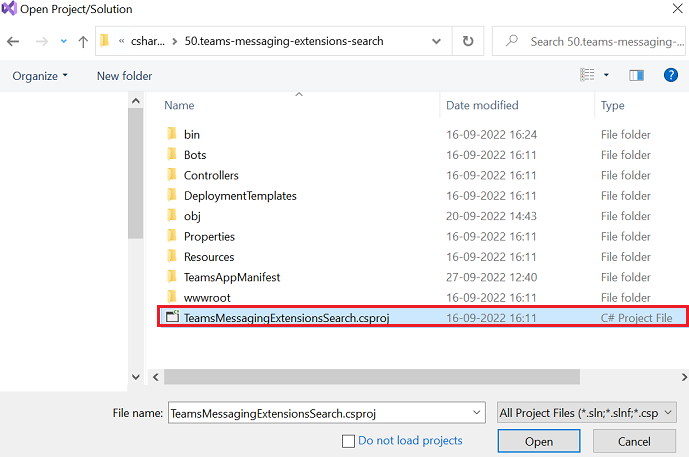 Open Project/Solution
« cshar... > 50.teams-messaging-extensions-search
Search 50.teams-messaging-...
Organize New folder
Name Date modified Type
bin 16-09-2022 16:24 File folder
Bots 16-09-2022 16:11 File folder
Controllers 16-09-2022 16:11 File folder
DeploymentTemplates 16-09-2022 16:11 File folder
obj 20-09-2022 14:43 File folder
Properties 16-09-2022 16:11 File folder
Resources 16-09-2022 16:11 File folder
TeamsAppManifest 27-09-2022 12:40 File folder
wwwroot 16-09-2022 16:11 File folder
TeamsMessagingExtensionsSearch.csproj 16-09-2022 16:11 C# Project File
File name: TeamsMessagingExtensionsSearch.csproj All Project Files (*.sln;*.slnf;*.csp
Do not load projects Open Cancel